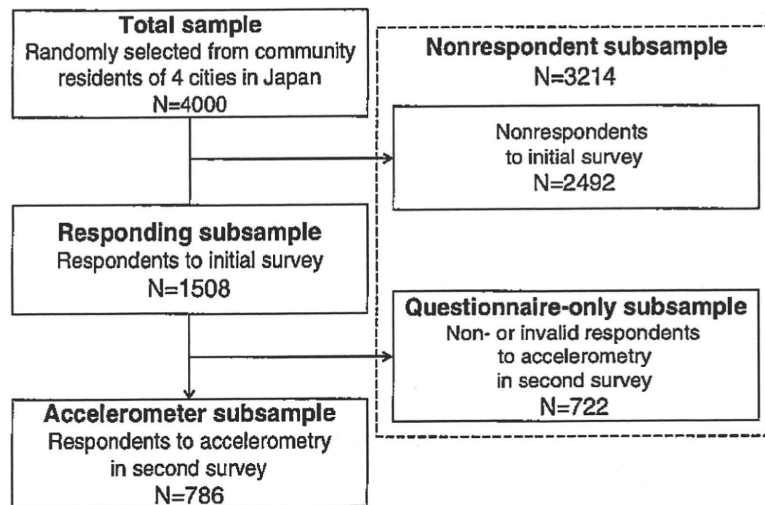 Total sample
Randomly selected from community
residents of 4 cities in Japan
N=4000
Nonrespondent subsample
N=3214
Nonrespondents
to initial survey
N=2492
Responding subsample
Respondents to initial survey
N=1508
Questionnaire-only subsample
Non- or invalid respondents
to accelerometry
in second survey
N=722
Accelerometer subsample
Respondents to accelerometry
in second survey
N=786